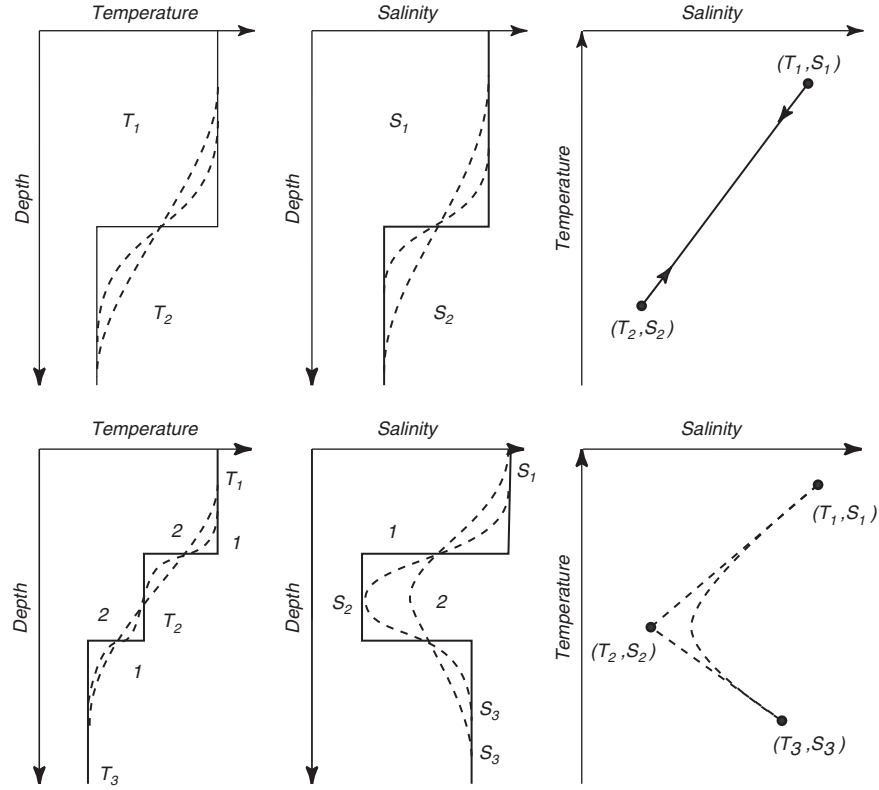 Temperature
Salinity
Salinity
Depth
T1
T2
Depth
S1
S2
Temperature
(T1,S1)
(T2,S2)
Temperature
Salinity
Salinity
Depth
T1
2
1
2
T2
1
T3
Depth
S1
1
S2
2
S3
S3
Temperature
(T1,S1)
(T2,S2)
(T3,S3)